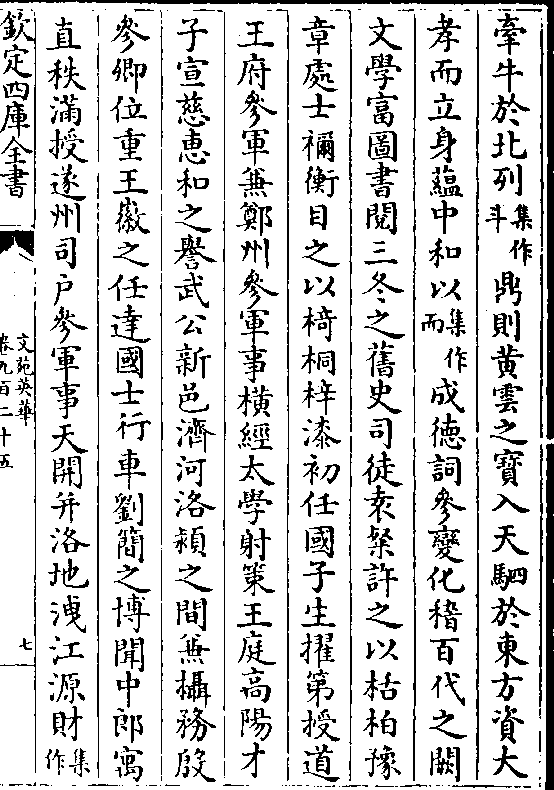 牽牛於北列集作斗鼎則黄雲之寶入天駟於東方資大
孝而立身藴中和以集作而成徳詞參變化稽百代之闕
文學富圖書閲三冬之舊史司徒袁粲許之以枯柏豫
章處士禰衡目之以椅桐梓漆初任國子生擢第授道
王府參軍兼鄭州參軍事橫經太學射策王庭高陽才
子宣慈惠和之譽武公新邑濟河洛潁之間兼攝務殷
參卿位重王徽之任達國士行車劉簡之博聞中郎寓
直秩滿授遂州司戶參軍事天開井洛地洩江源財集作
欽定四庫全書
文苑英華
卷九百二十五
七